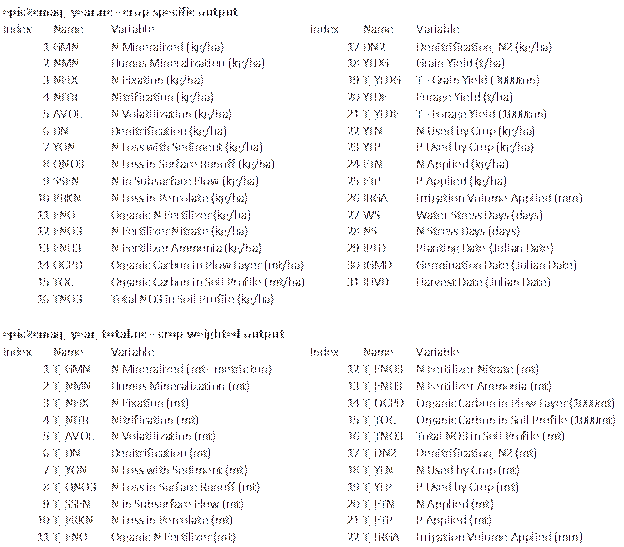 epic2cmaq_year.nc - crop spesific output
Index Name Variable Index Name Variable
1 GMN N Mineralized (kg/ha) 17 DN2 Denitrification, N2 (kg/ha)
2 NMN Humus Mineralization (kg/ha) 18 YLDG Grain Yield (t/ha)
3 NFIX N Fixation (kg/ha) 19 T_YLDG T - Grain Yield (1000ton)
4 NITR Nitrification (kg/ha) 20 YLDF Forage Yield (t/ha)
5 AVOL N Volatilization (kg/ha) 21 T_YLDF T - Forage Yield (1000ton)
6 DN Denitrification (kg/ha) 22 YLN N Used by Crop (kg/ha)
7 YON N Loss with Sediment (kg/ha) 23 YLP P Used by Crop (kg/ha)
8 QNO3 N Loss in Surface Runoff (kg/ha) 24 FTN N Applied (kg/ha)
9 SSFN N in Subsurface Flow (kg/ha) 25 FTP P Applied (kg/ha)
10 PRKN N Loss in Percolate (kg/ha) 26 IRGA Irrigation Volume Applied (mm)
11 FNO Organic N Fertilizer (kg/ha) 27 WS Water Stress Days (days)
12 FNO3 N Fertilizer Nitrate (kg/ha) 28 NS N Stress Days (days)
13 FNH3 N Fertilizer Ammonia (kg/ha) 29 IPLD Planting Date (Julian Date)
14 OCPD Organic Carbon in Plow Layer (mt/ha) 30 IGMD Germination Date (Julian Date)
15 TOC Organic Carbon in Soil Profile (mt/ha) 31 IHVD Harvest Date (Julian Date)
16 TNO3 Total NO3 in Soil Profile (kg/ha)
epic2cmaq_year_total.nc - crop weighted output
Index Name Variable Index Name Variable
1 T_GMN N Mineralized (mt - metric ton) 12 T_FNO3 N Fertilizer Nitrate (mt)
2 T_NMN Humus Mineralization (mt) 13 T_FNH3 N Fertilizer Ammonia (mt)
3 T_NFIX N Fixation (mt) 14 T_OCPD Organic Carbon in Plow Layer (1000mt)
4 T_NITR Nitrification (mt) 15 T_TOC Organic Carbon in Soil Profile (1000mt)
5 T_AVOL N Volatilization (mt) 16 T_TNO3 Total NO3 in Soil Profile (mt)
6 T_DN Denitrification (mt) 17 T_DN2 Denitrification, N2 (mt)
7 T_YON N Loss with Sediment (mt) 18 T_YLN N Used by Crop (mt)
8 T_QNO3 N Loss in Surface Runoff (mt) 19 T_YLP P Used by Crop (mt)
9 T_SSFN N in Subsurface Flow (mt) 20 T_FTN N Applied (mt)
10 T_PRKN N Loss in Percolate (mt) 21 T_FTP P Applied (mt)
11 T_FNO Organic N Fertilizer (mt) 22 T_IRGA Irrigation Volume Applied (mm)